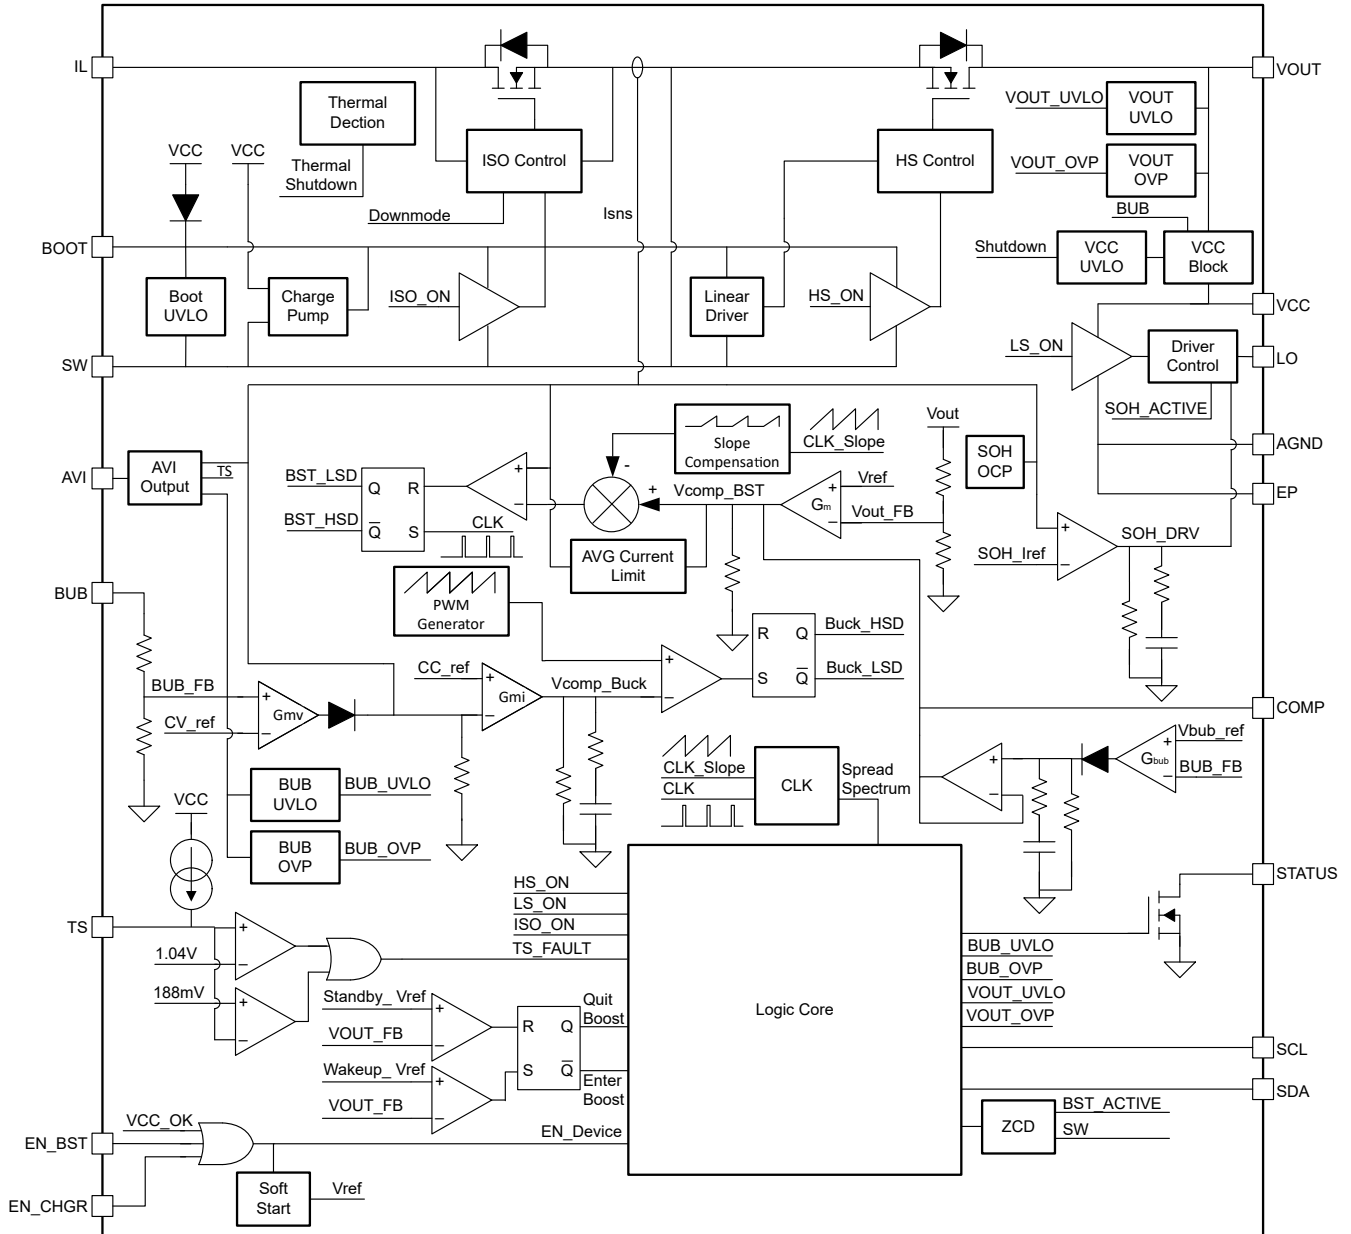 IL
VOUT
Thermal
Dection
Thermal
Shutdown
ISO Control
Downmode
Isns
HS Control
VOUT_UVLO
VOUT
UVLO
VOUT_OVP
VOUT
OVP
BUB
VCC
VCC
BOOT
Shutdown
VCC
UVLO
VCC
Block
Boot
UVLO
Charge
Pump
ISO_ON
Linear
Driver
HS_ON
VCC
SW
LS_ON
Driver
Control
LO
SOH_ACTIVE
AGND
EP
AVI
AVI
Output
TS
BST_LSD
BST_HSD
Q
R
Q
S
CLK
+
−
Slope
Compensation
CLK_Slope
-
+
Vcomp_BST
Gm
+
−
Vref
Vout_FB
Vout
SOH
OCP
AVG Current
Limit
SOH_Iref
+
−
SOH_DRV
BUB
PWM
Generator
BUB_FB
CV_ref
+
−
Gmv
CC_ref
+
−
Gmi
Vcomp_Buck
+
−
R
Q
S
Q
Buck_HSD
Buck_LSD
COMP
BUB
UVLO
BUB_UVLO
BUB
OVP
BUB_OVP
VCC
CLK_Slope
CLK
CLK
Spread
Spectrum
+
−
Gbub
+
−
Vbub_ref
BUB_FB
STATUS
TS
1.04V
188mV
+
−
+
−
HS_ON
LS_ON
ISO_ON
TS_FAULT
Logic Core
BUB_UVLO
BUB_OVP
VOUT_UVLO
VOUT_OVP
Standby_ Vref
VOUT_FB
Wakeup_ Vref
VOUT_FB
+
−
+
−
R
Q
S
Q
Quit
Boost
Enter
Boost
SCL
SDA
ZCD
BST_ACTIVE
SW
VCC_OK
EN_BST
EN_Device
EN_CHGR
Soft
Start
Vref